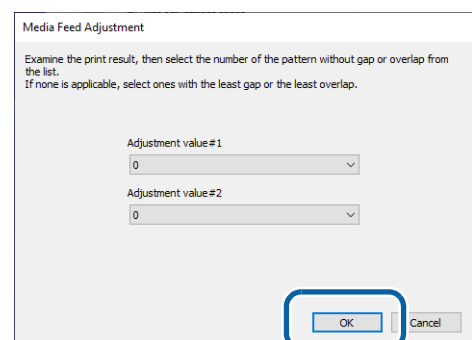 Media Feed Adjustment
Examine the print result, then select the number of the pattern without gap or overlap from
the list.
If none is applicable, select ones with the least gap or the least overlap.
Adjustment value#1
0
Adjustment value#2
0
OK
Cancel